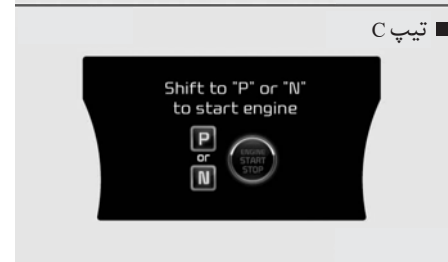 ■ تیپ C
Shift to "P" or "N"
to start engine
P
or
N
ENGINE
START
STOP